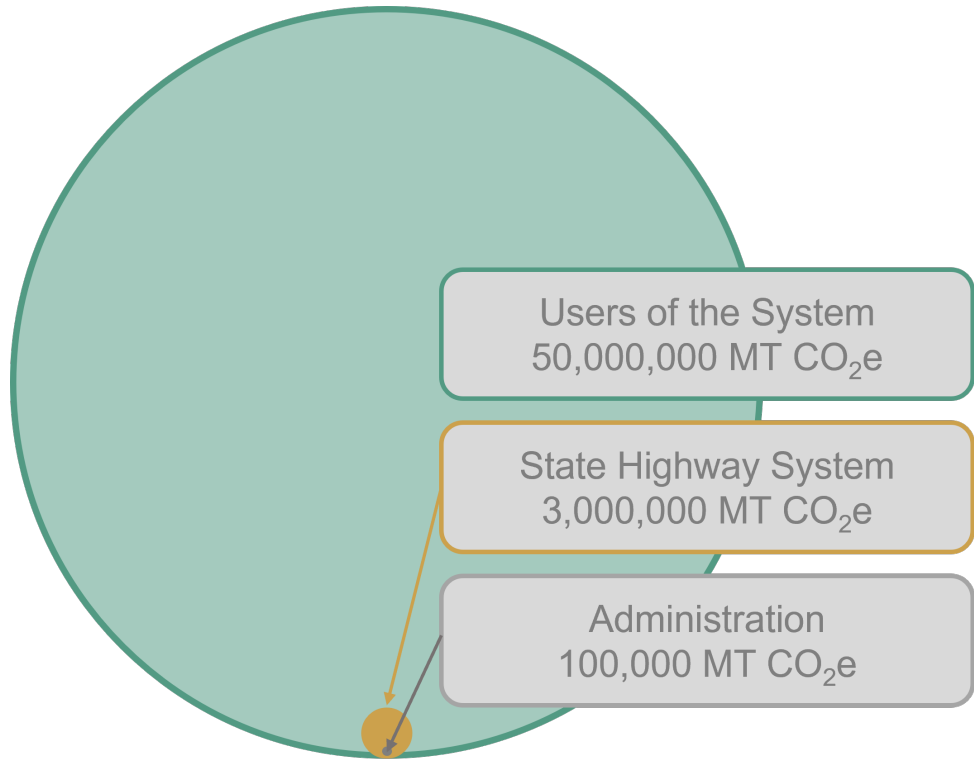 Users of the System
50,000,000 MT CO₂e
State Highway System
3,000,000 MT CO₂e
Administration
100,000 MT CO₂e